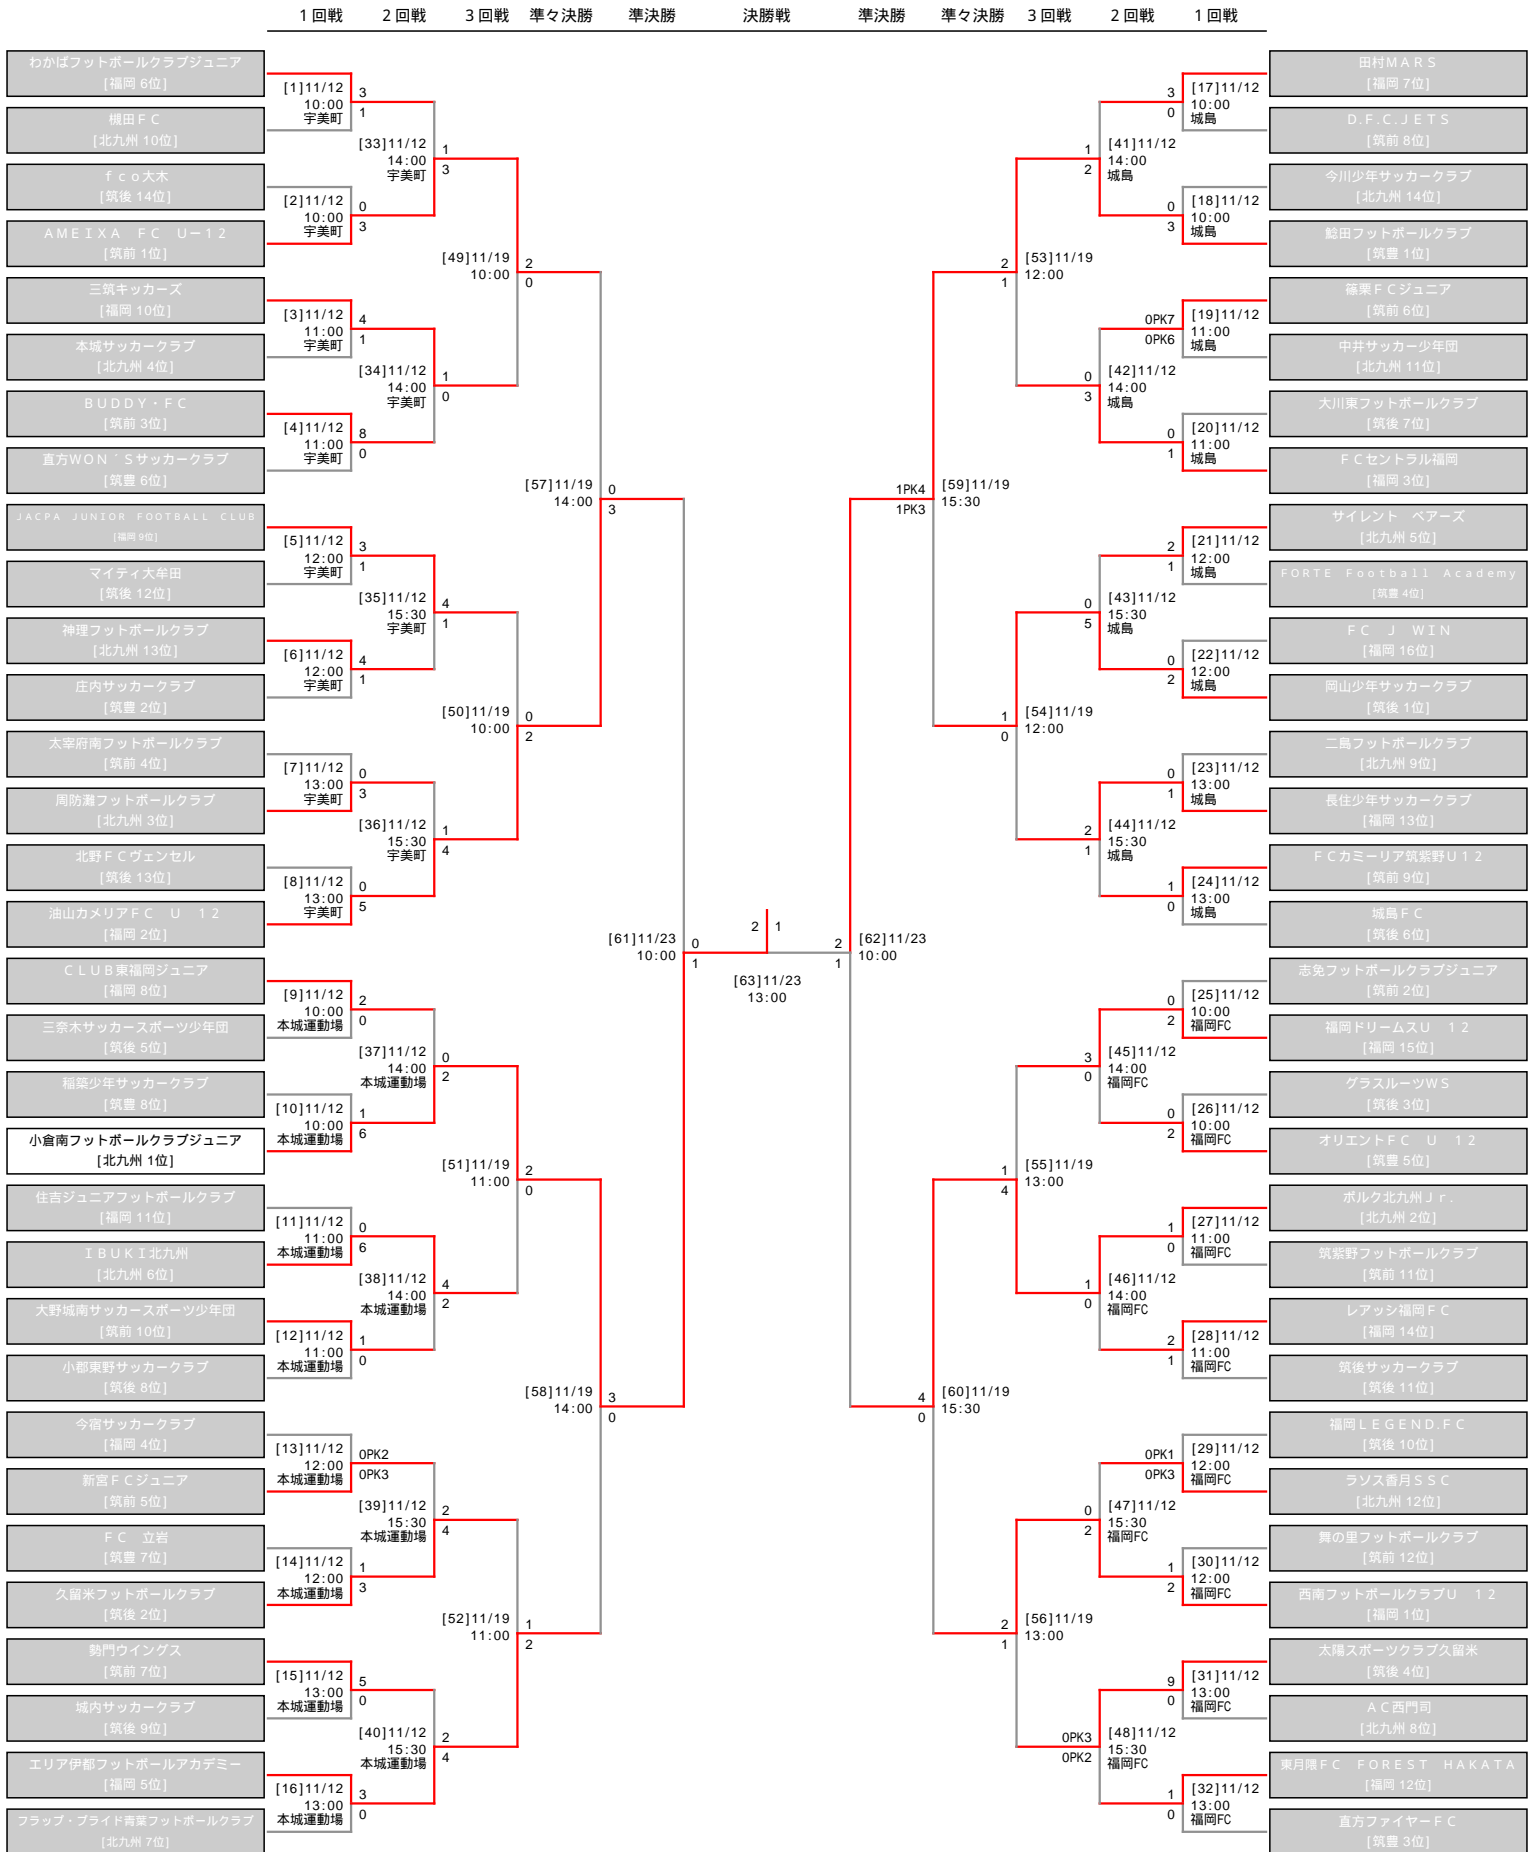 1回戦 2回戦 3回戦 準々決勝 準決勝 決勝戦 準決勝 準々決勝 3回戦 2回戦 1回戦
わかばフットボールクラブジュニア
[福岡 6位]
[1]11/12 3
10:00 1
宇美町
槻田FC
[北九州 10位]
[33]11/12 1
14:00 3
宇美町
fco大木
[筑後 14位]
[2]11/12 0
10:00 3
宇美町
AMEIXA FC U-12
[筑前 1位]
[49]11/19 2
10:00 0
三筑キッカーズ
[福岡 10位]
[3]11/12 4
11:00 1
宇美町
本城サッカークラブ
[北九州 4位]
[34]11/12 1
14:00 0
宇美町
BUDDY・FC
[筑前 3位]
[4]11/12 8
11:00 0
宇美町
直方WON`Sサッカークラブ
[筑豊 6位]
[57]11/19 0
14:00 3
JACPA JUNIOR FOOTBALL CLUB
[福岡 9位]
[5]11/12 3
12:00 1
宇美町
マイティ大牟田
[筑後 12位]
[35]11/12 4
15:30 1
宇美町
神理フットボールクラブ
[北九州 13位]
[6]11/12 4
12:00 1
宇美町
庄内サッカークラブ
[筑豊 2位]
[50]11/19 0
10:00 2
太宰府南フットボールクラブ
[筑前 4位]
[7]11/12 0
13:00 3
宇美町
周防灘フットボールクラブ
[北九州 3位]
[36]11/12 1
15:30 4
宇美町
北野FCヴェンセル
[筑後 13位]
[8]11/12 0
13:00 5
宇美町
油山カメリアFC U 12
[福岡 2位]
[61]11/23 0
10:00 1
CLUB東福岡ジュニア
[福岡 8位]
[9]11/12 2
10:00 0
本城運動場
三奈木サッカースポーツ少年団
[筑後 5位]
[37]11/12 0
14:00 2
本城運動場
稲築少年サッカークラブ
[筑豊 8位]
[10]11/12 1
10:00 6
本城運動場
小倉南フットボールクラブジュニア
[北九州 1位]
[51]11/19 2
11:00 0
住吉ジュニアフットボールクラブ
[福岡 11位]
[11]11/12 0
11:00 6
本城運動場
IBUKI北九州
[北九州 6位]
[38]11/12 4
14:00 2
本城運動場
大野城南サッカースポーツ少年団
[筑前 10位]
[12]11/12 1
11:00 0
本城運動場
小郡東野サッカークラブ
[筑後 8位]
[58]11/19 3
14:00 0
今宿サッカークラブ
[福岡 4位]
[13]11/12 0PK2
12:00 0PK3
本城運動場
新宮FCジュニア
[筑前 5位]
[39]11/12 2
15:30 4
本城運動場
FC 立岩
[筑豊 7位]
[14]11/12 1
12:00 3
本城運動場
久留米フットボールクラブ
[筑後 2位]
[52]11/19 1
11:00 2
勢門ウイングス
[筑前 7位]
[15]11/12 5
13:00 0
本城運動場
城内サッカークラブ
[筑後 9位]
[40]11/12 2
15:30 4
本城運動場
エリア伊都フットボールアカデミー
[福岡 5位]
[16]11/12 3
13:00 0
本城運動場
フラップ・プライド青葉フットボールクラブ
[北九州 7位]
2 1
[63]11/23
13:00
田村MARS
[福岡 7位]
3 [17]11/12
0 10:00
城島
D.F.C.JETS
[筑前 8位]
1 [41]11/12
2 14:00
城島
今川少年サッカークラブ
[北九州 14位]
0 [18]11/12
3 10:00
城島
鯰田フットボールクラブ
[筑豊 1位]
2 [53]11/19
1 12:00
篠栗FCジュニア
[筑前 6位]
0PK7 [19]11/12
0PK6 11:00
城島
中井サッカー少年団
[北九州 11位]
0 [42]11/12
3 14:00
城島
大川東フットボールクラブ
[筑後 7位]
0 [20]11/12
1 11:00
城島
FCセントラル福岡
[福岡 3位]
1PK4 [59]11/19
1PK3 15:30
サイレント ベアーズ
[北九州 5位]
2 [21]11/12
1 12:00
城島
FORTE Football Academy
[筑豊 4位]
0 [43]11/12
5 15:30
城島
FC J WIN
[福岡 16位]
0 [22]11/12
2 12:00
城島
岡山少年サッカークラブ
[筑後 1位]
1 [54]11/19
0 12:00
二島フットボールクラブ
[北九州 9位]
0 [23]11/12
1 13:00
城島
長住少年サッカークラブ
[福岡 13位]
2 [44]11/12
1 15:30
城島
FCカミーリア筑紫野U12
[筑前 9位]
1 [24]11/12
0 13:00
城島
城島FC
[筑後 6位]
2 [62]11/23
1 10:00
志免フットボールクラブジュニア
[筑前 2位]
0 [25]11/12
2 10:00
福岡FC
福岡ドリームスU 12
[福岡 15位]
3 [45]11/12
0 14:00
福岡FC
グラスルーツWS
[筑後 3位]
0 [26]11/12
2 10:00
福岡FC
オリエントFC U 12
[筑豊 5位]
1 [55]11/19
4 13:00
ボルク北九州Jr.
[北九州 2位]
1 [27]11/12
0 11:00
福岡FC
筑紫野フットボールクラブ
[筑前 11位]
1 [46]11/12
0 14:00
福岡FC
レアッシ福岡FC
[福岡 14位]
2 [28]11/12
1 11:00
福岡FC
筑後サッカークラブ
[筑後 11位]
4 [60]11/19
0 15:30
福岡LEGEND.FC
[筑後 10位]
0PK1 [29]11/12
0PK3 12:00
福岡FC
ラソス香月SSC
[北九州 12位]
0 [47]11/12
2 15:30
福岡FC
舞の里フットボールクラブ
[筑前 12位]
1 [30]11/12
2 12:00
福岡FC
西南フットボールクラブU 12
[福岡 1位]
2 [56]11/19
1 13:00
太陽スポーツクラブ久留米
[筑後 4位]
9 [31]11/12
0 13:00
福岡FC
AC西門司
[北九州 8位]
0PK3 [48]11/12
0PK2 15:30
福岡FC
東月隈FC FOREST HAKATA
[福岡 12位]
1 [32]11/12
0 13:00
福岡FC
直方ファイヤーFC
[筑豊 3位]